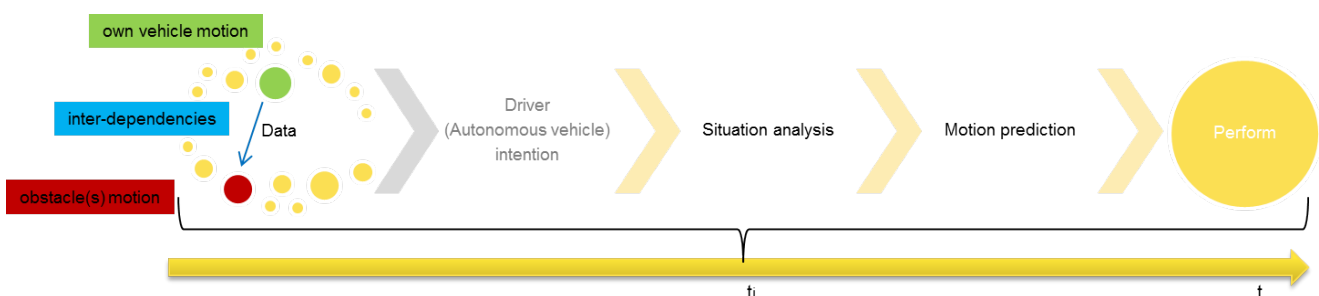 own vehicle motion
inter-dependencies
Data
obstacle(s) motion
Driver
(Autonomous vehicle)
intention
Situation analysis
Motion prediction
Perform
ti
t